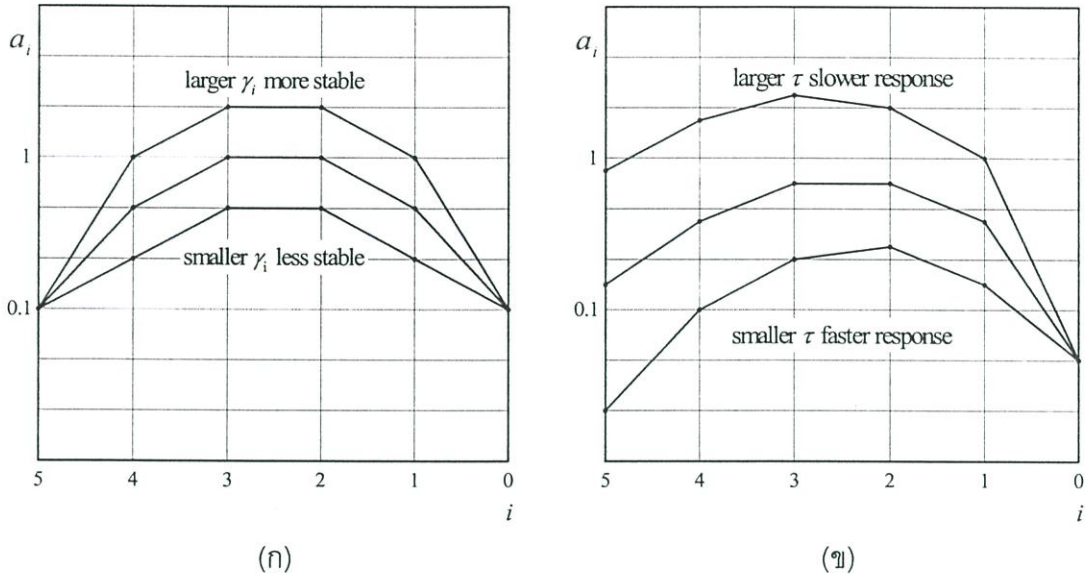 a_i
larger γ_i more stable
1
smaller γ_i less stable
0.1
5 4 3 2 1 0
i
(ก)
a_i
larger τ slower response
1
0.1
smaller τ faster response
5 4 3 2 1 0
i
(ข)